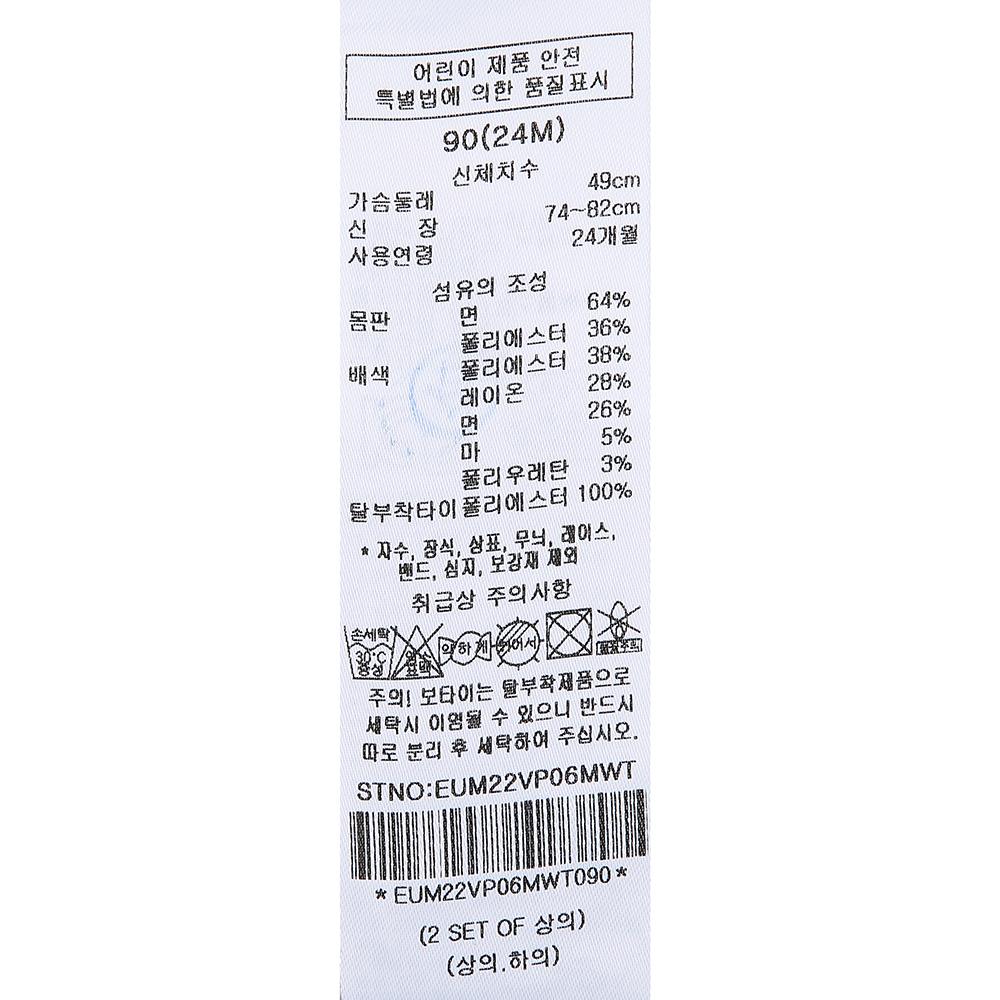 어린이 제품 안전
특별법에 의한 품질표시
90(24M)
신체치수
가슴둘레 49cm
신 장 74~82cm
사용연령 24개월
섬유의 조성
몸판 면 64%
폴리에스터 36%
배색 폴리에스터 38%
레이온 28%
면 26%
마 5%
폴리우레탄 3%
탈부착타이 폴리에스터 100%
* 자수, 장식, 상표, 무늬, 레이스,
밴드, 심지, 보강재 제외
취급상 주의사항
손세탁
30°C
중성
염소
표백
약하게
뉘어서
주의! 보타이는 탈부착제품으로
세탁시 이염될 수 있으니 반드시
따로 분리 후 세탁하여 주십시오.
STNO:EUM22VP06MWT
*EUM22VP06MWT090*
(2 SET OF 상의)
(상의.하의)